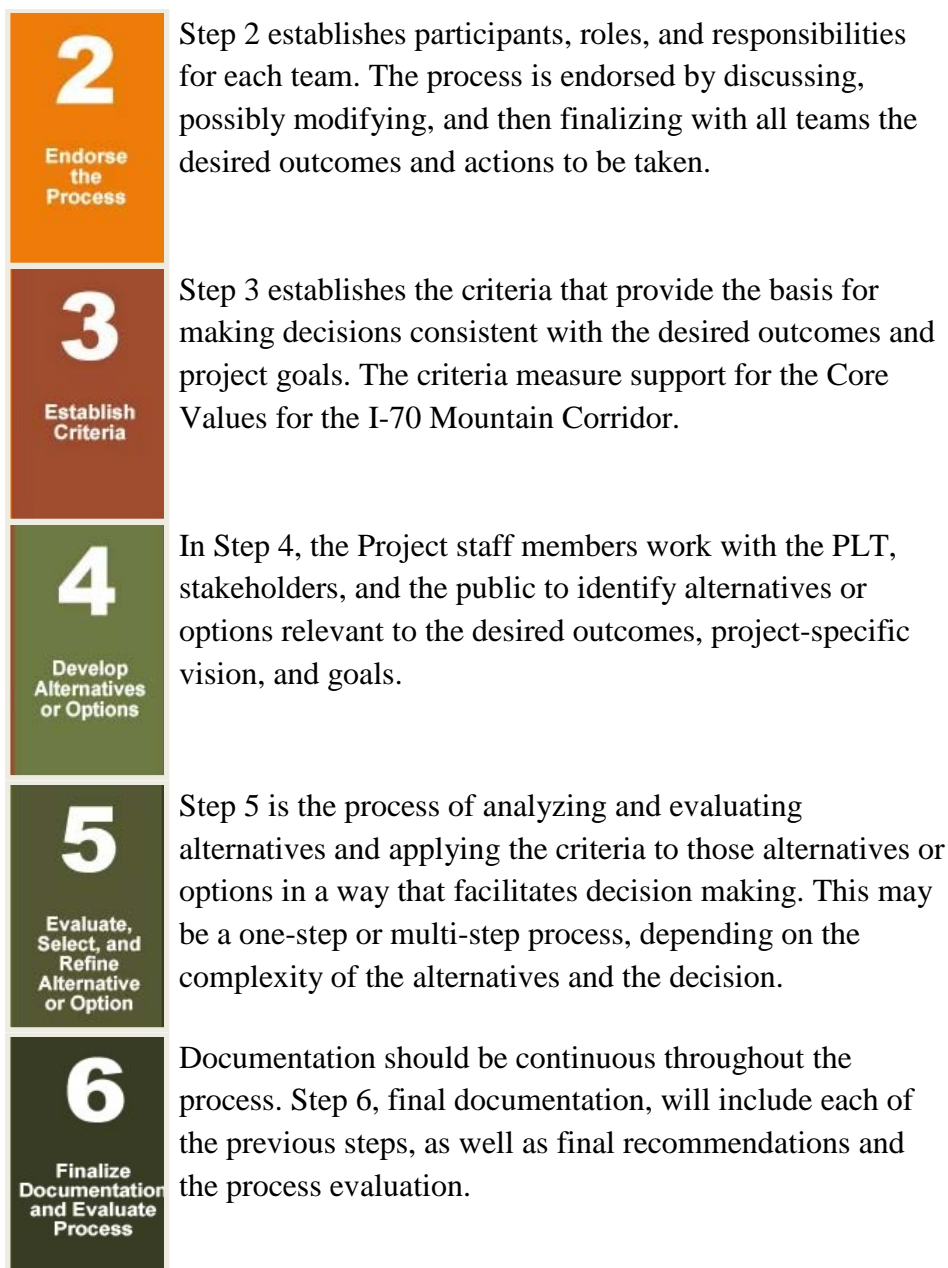 2
Endorse
the
Process
Step 2 establishes participants, roles, and responsibilities
for each team. The process is endorsed by discussing,
possibly modifying, and then finalizing with all teams the
desired outcomes and actions to be taken.
3
Establish
Criteria
Step 3 establishes the criteria that provide the basis for
making decisions consistent with the desired outcomes and
project goals. The criteria measure support for the Core
Values for the I-70 Mountain Corridor.
4
Develop
Alternatives
or Options
In Step 4, the Project staff members work with the PLT,
stakeholders, and the public to identify alternatives or
options relevant to the desired outcomes, project-specific
vision, and goals.
5
Evaluate,
Select, and
Refine
Alternative
or Option
Step 5 is the process of analyzing and evaluating
alternatives and applying the criteria to those alternatives or
options in a way that facilitates decision making. This may
be a one-step or multi-step process, depending on the
complexity of the alternatives and the decision.
6
Finalize
Documentation
and Evaluate
Process
Documentation should be continuous throughout the
process. Step 6, final documentation, will include each of
the previous steps, as well as final recommendations and
the process evaluation.